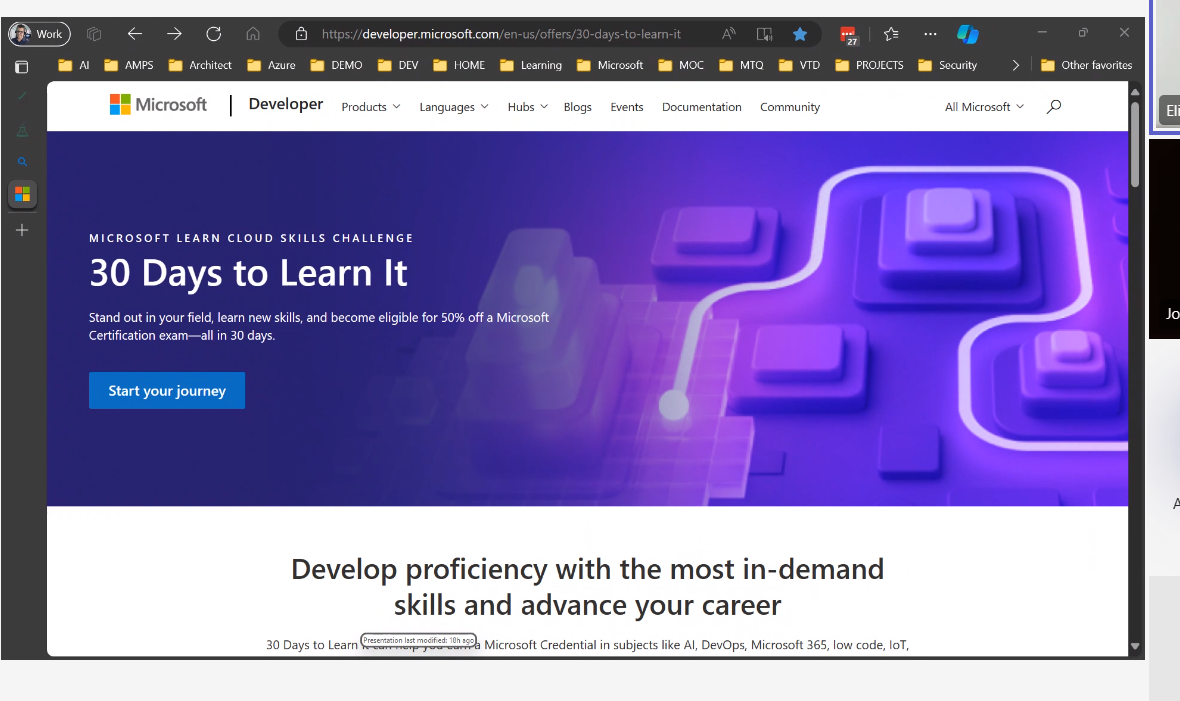 Work
https://developer.microsoft.com/en-us/offers/30-days-to-learn-it
27
AI AMPS Architect Azure DEMO DEV HOME Learning Microsoft MOC MTQ VTD PROJECTS Security Other favorites
Microsoft Developer Products Languages Hubs Blogs Events Documentation Community All Microsoft
MICROSOFT LEARN CLOUD SKILLS CHALLENGE
30 Days to Learn It
Stand out in your field, learn new skills, and become eligible for 50% off a Microsoft
Certification exam—all in 30 days.
Start your journey
Develop proficiency with the most in-demand
skills and advance your career
Presentation last modified: 18h ago
30 Days to Learn it can help you earn a Microsoft Credential in subjects like AI, DevOps, Microsoft 365, low code, IoT,
Eli
Jo
A